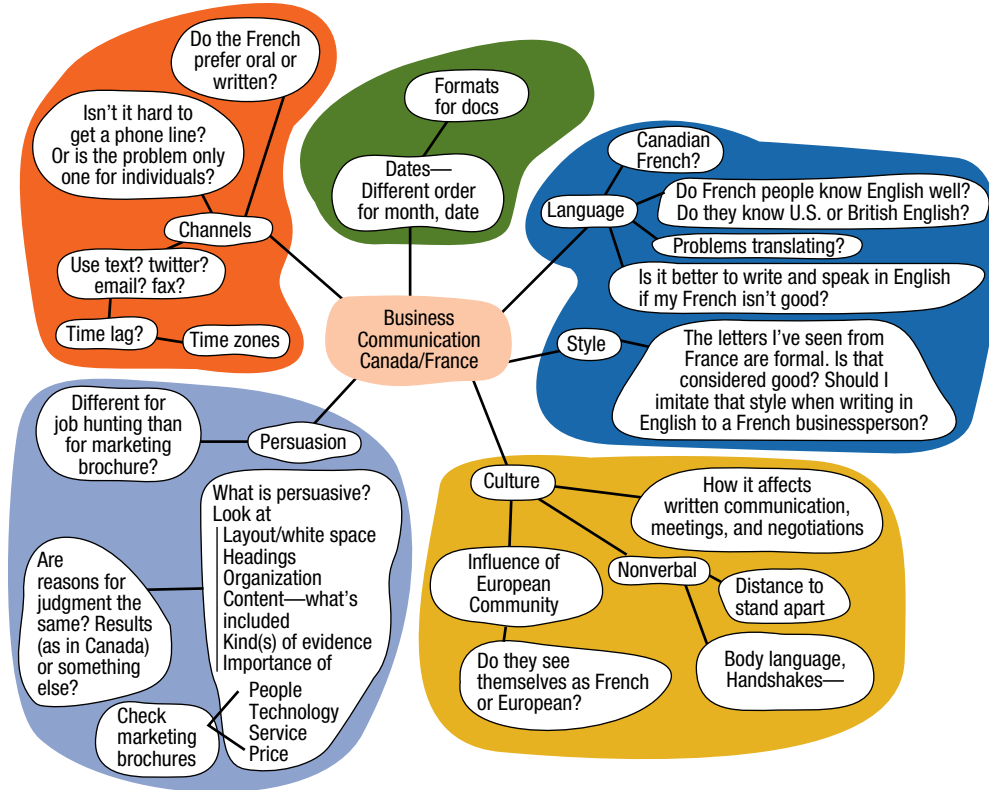 Do the French
prefer oral or
written?
Isn't it hard to
get a phone line?
Or is the problem only
one for individuals?
Channels
Use text? twitter?
email? fax?
Time lag?
Time zones
Formats
for docs
Dates—
Different order
for month, date
Canadian
French?
Language
Do French people know English well?
Do they know U.S. or British English?
Problems translating?
Is it better to write and speak in English
if my French isn't good?
Style
The letters I've seen from
France are formal. Is that
considered good? Should I
imitate that style when writing in
English to a French businessperson?
Business
Communication
Canada/France
Different for
job hunting than
for marketing
brochure?
Persuasion
What is persuasive?
Look at
Layout/white space
Headings
Organization
Content—what's
included
Kind(s) of evidence
Importance of
People
Technology
Service
Price
Are
reasons for
judgment the
same? Results
(as in Canada)
or something
else?
Check
marketing
brochures
Culture
How it affects
written communication,
meetings, and negotiations
Influence of
European
Community
Nonverbal
Distance to
stand apart
Do they see
themselves as French
or European?
Body language,
Handshakes—